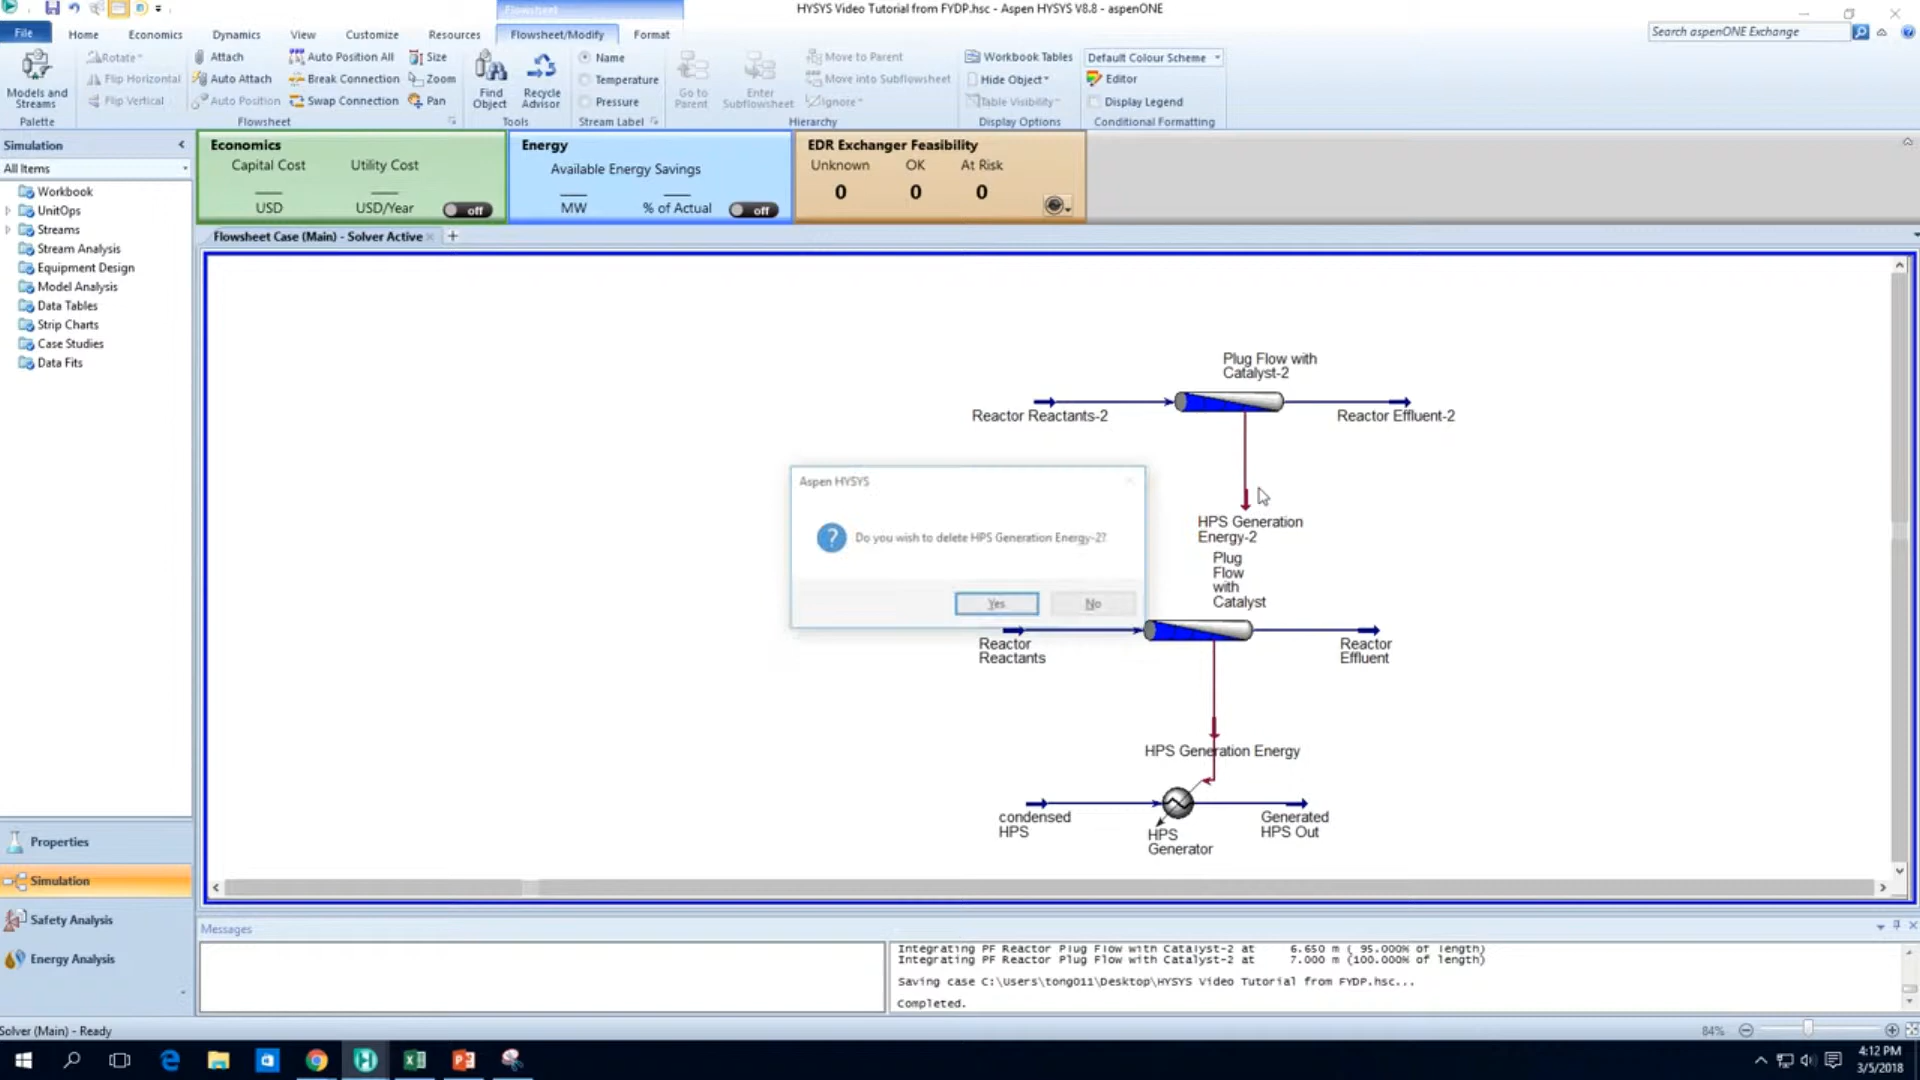 HYSYS Video Tutorial from FYDP.hsc - Aspen HYSYS V8.8 - aspenONE
Flowsheet
File
Home
Economics
Dynamics
View
Customize
Resources
Flowsheet/Modify
Format
Search aspenONE Exchange
Models and
Streams
Palette
Rotate
Flip Horizontal
Flip Vertical
Attach
Auto Attach
Auto Position
Auto Position All
Break Connection
Swap Connection
Size
Zoom
Pan
Flowsheet
Find
Object
Recycle
Advisor
Tools
Name
Temperature
Pressure
Stream Label
Go to
Parent
Enter
Subflowsheet
Move to Parent
Move into Subflowsheet
Ignore
Hierarchy
Workbook Tables
Hide Object
Table Visibility
Display Options
Default Colour Scheme
Editor
Display Legend
Conditional Formatting
Simulation
All Items
Workbook
UnitOps
Streams
Stream Analysis
Equipment Design
Model Analysis
Data Tables
Strip Charts
Case Studies
Data Fits
Properties
Simulation
Safety Analysis
Energy Analysis
Economics
Capital Cost Utility Cost
USD USD/Year off
Energy
Available Energy Savings
MW % of Actual off
EDR Exchanger Feasibility
Unknown OK At Risk
0 0 0
Flowsheet Case (Main) - Solver Active
Plug Flow with
Catalyst-2
Reactor Reactants-2
Reactor Effluent-2
HPS Generation
Energy-2
Aspen HYSYS
Do you wish to delete HPS Generation Energy-2?
Yes
No
Plug
Flow
with
Catalyst
Reactor
Reactants
Reactor
Effluent
HPS Generation Energy
condensed
HPS
HPS
Generator
Generated
HPS Out
Messages
Integrating PF Reactor Plug Flow with Catalyst-2 at 6.650 m ( 95.000% of length)
Integrating PF Reactor Plug Flow with Catalyst-2 at 7.000 m (100.000% of length)
Saving case C:\Users\tong011\Desktop\HYSYS Video Tutorial from FYDP.hsc...
Completed.
Solver (Main) - Ready
84%
4:12 PM
3/5/2018